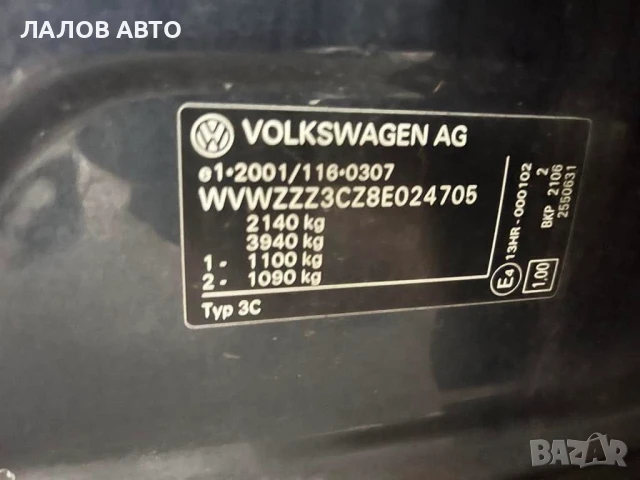 ЛАЛОВ АВТО
VOLKSWAGEN AG
e1*2001/116*0307
WVWZZZ3CZ8E024705
2140 kg
3940 kg
1 - 1100 kg
2 - 1090 kg
Typ 3C
E4
13HR-000102
1.00
2
BKP 2106
2550631
BAZAR